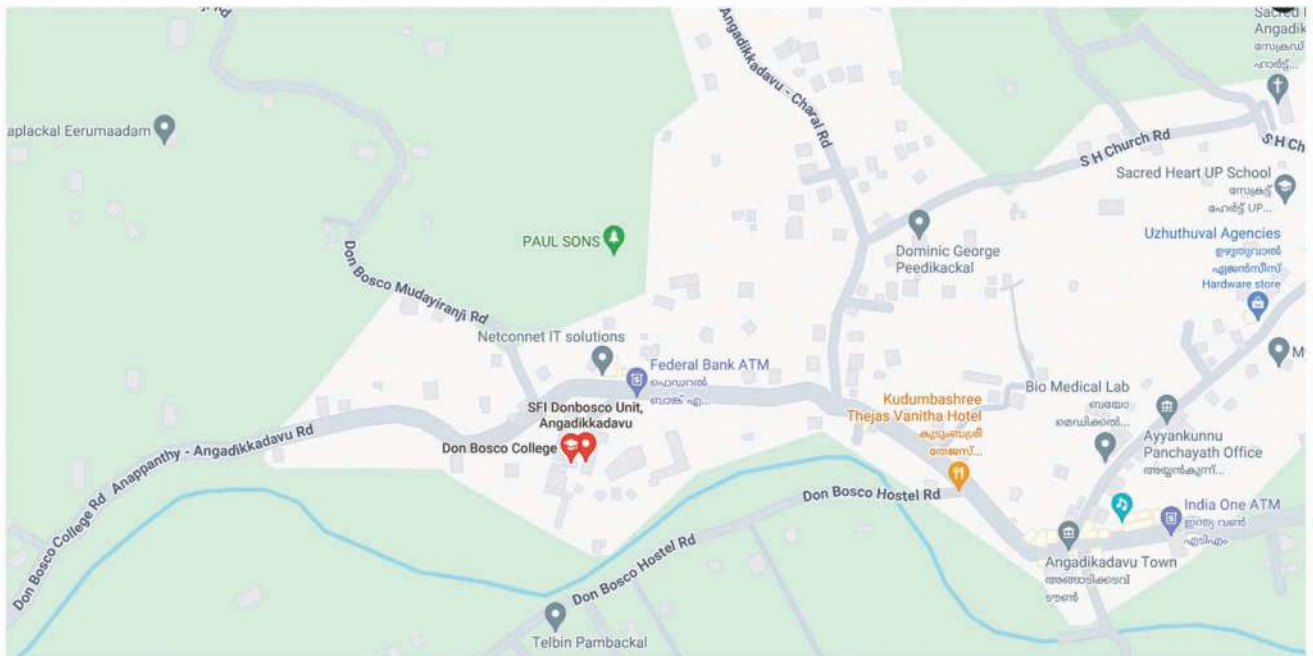 Sacred
Angadik
സേക്രഡ്
ഹാർട്ട്...
Angadikkadavu - Charal Rd
aplackal Eerumaadam
S H Church Rd
S H Ch
Sacred Heart UP School
സേക്രട്ട്
ഹേർട്ട് UP...
PAUL SONS
Dominic George
Peedikackal
Uzhuthuval Agencies
ഉഴുതുവാൽ
ഏജൻസീസ്
Hardware store
Don Bosco Mudayiranji Rd
Netconnet IT solutions
Federal Bank ATM
ഫെഡറൽ
ബാങ്ക് എ...
M
Bio Medical Lab
ബയോ
മെഡിക്കൽ...
Kudumbashree
Thejas Vanitha Hotel
കുടുംബശ്രീ
തേജസ്...
SFI Donbosco Unit,
Angadikkadavu
Don Bosco College
Ayyankunnu
Panchayath Office
അയ്യൻകുന്ന്...
Anappanthy - Angadikkadavu Rd
Don Bosco College Rd
Don Bosco Hostel Rd
India One ATM
ഇന്ത്യ വൺ
എടിഎം
Don Bosco Hostel Rd
Angadikadavu Town
അങ്ങാടിക്കടവ്
ടൗൺ
Telbin Pambackal